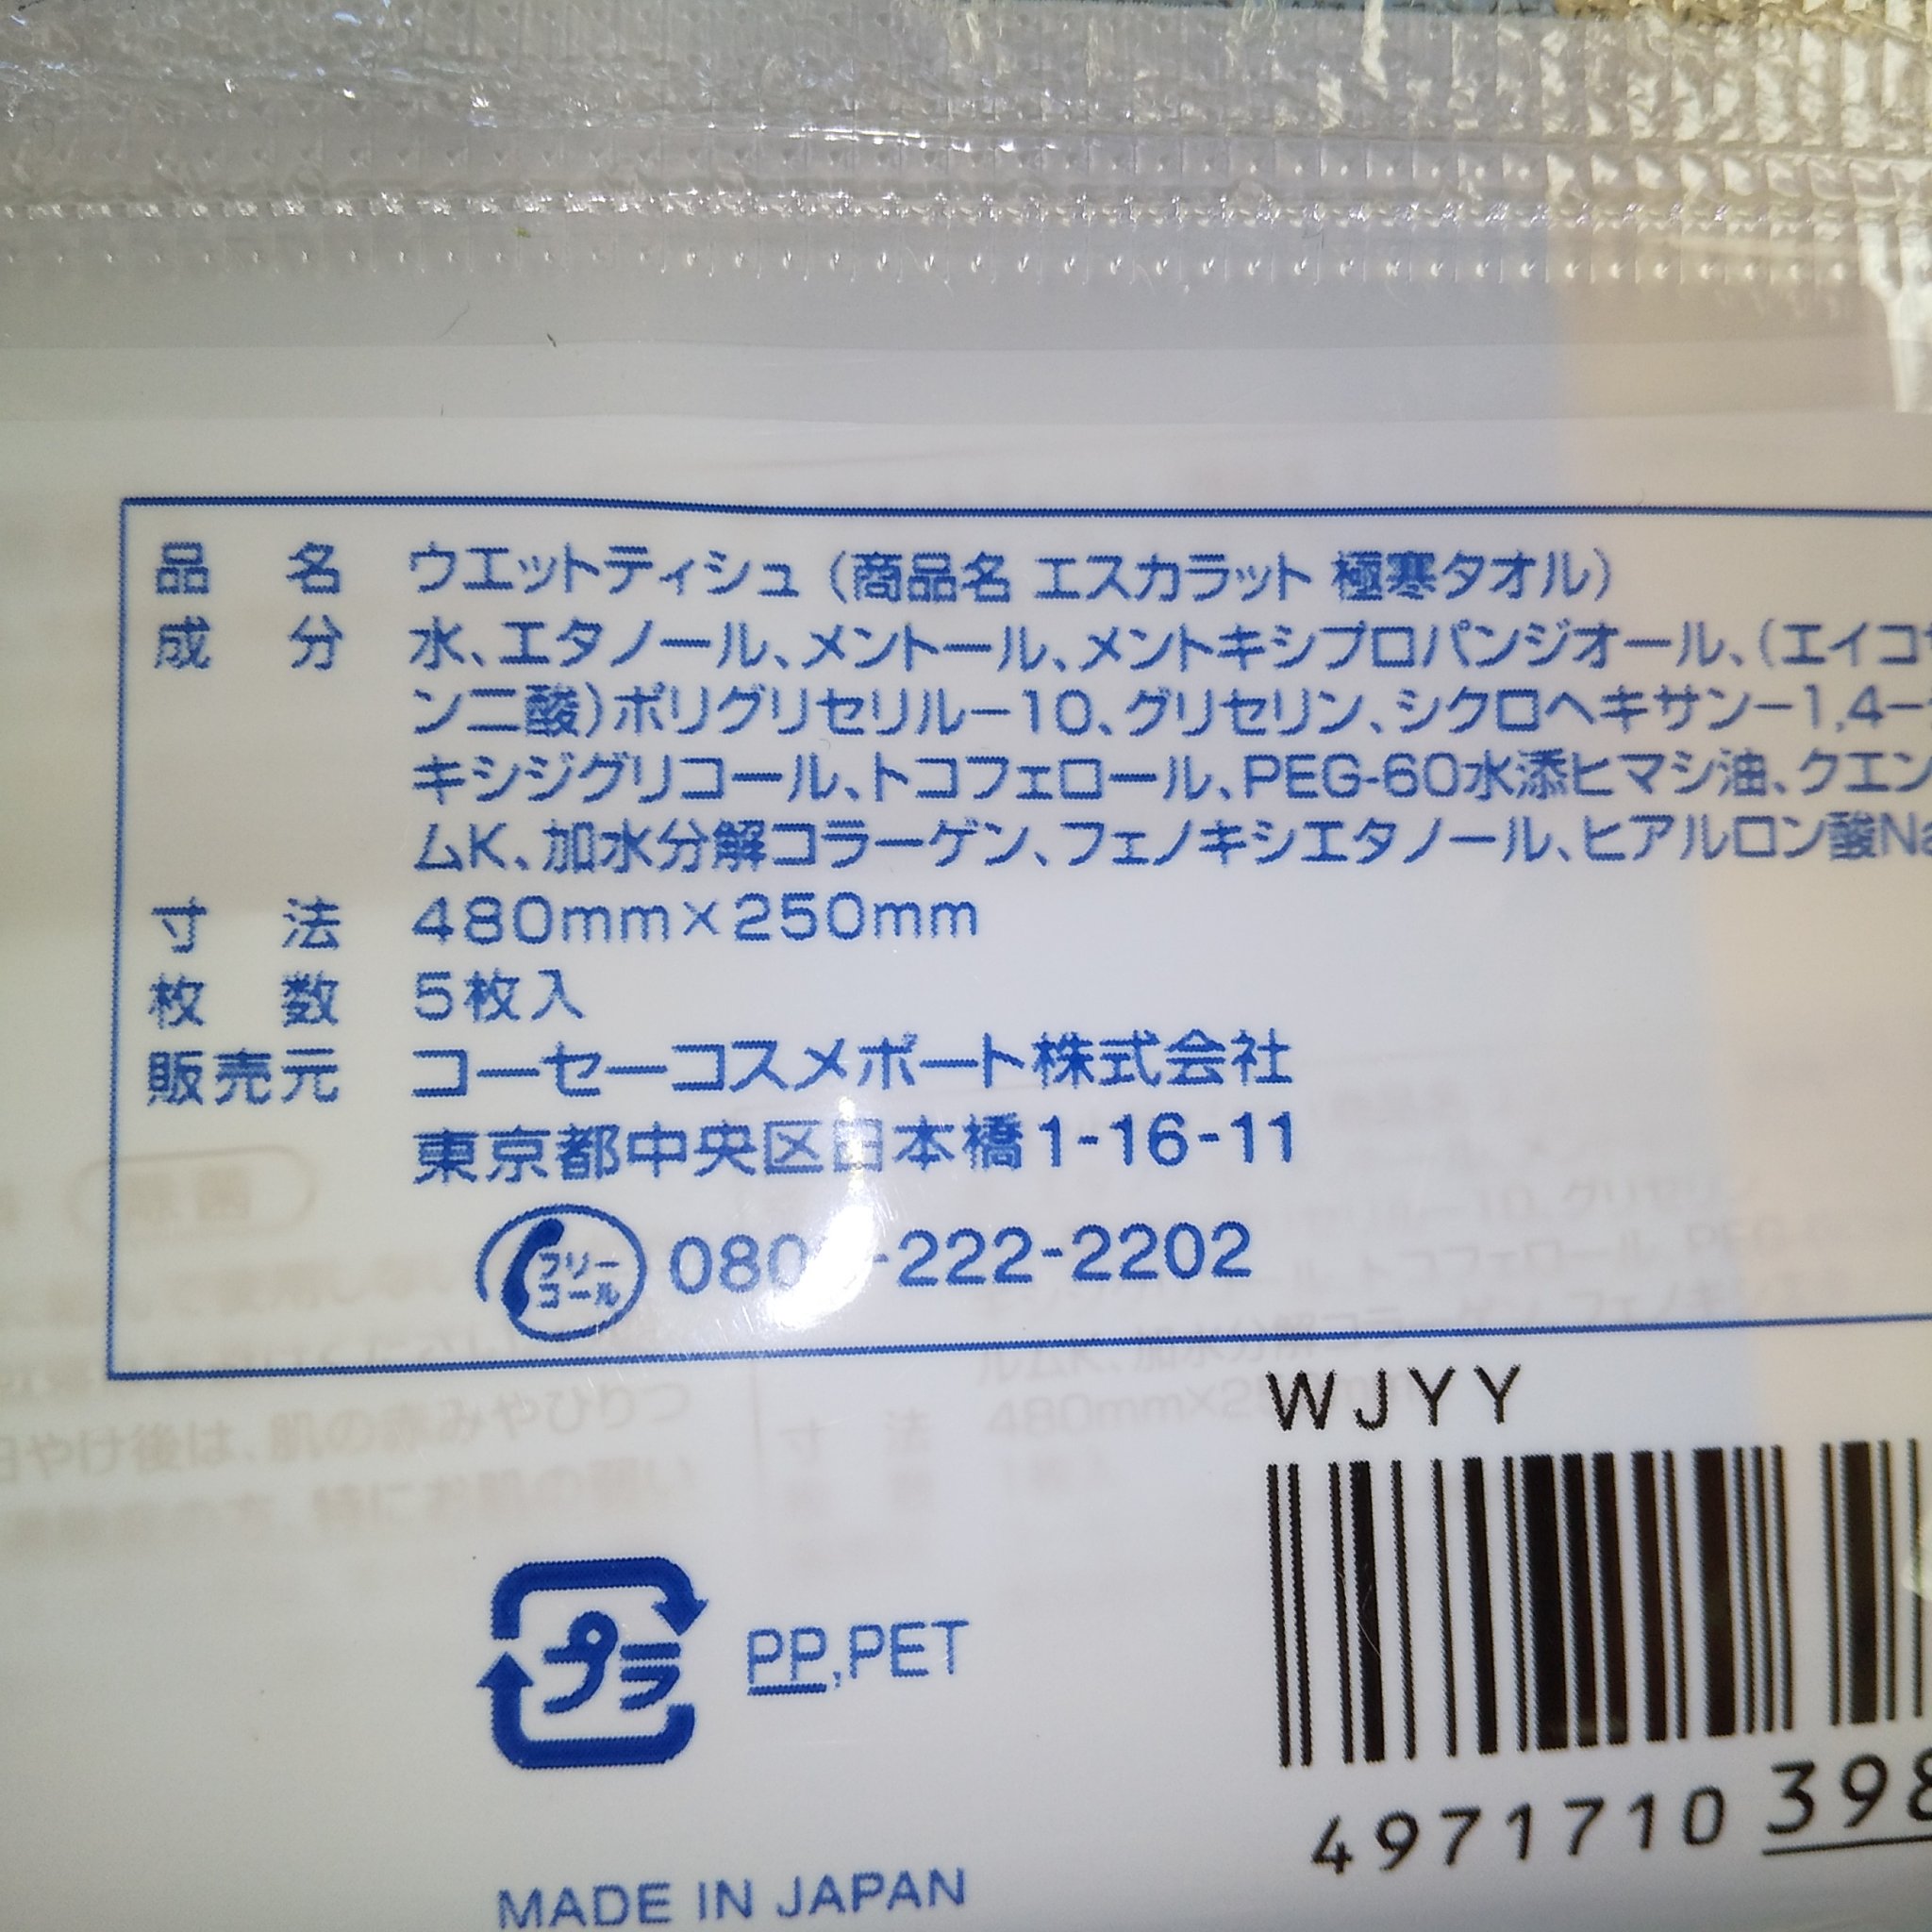 品名 ウエットティシュ（商品名 エスカラット 極寒タオル）
成分 水、エタノール、メントール、メントキシプロパンジオール、（エイコ
ン二酸）ポリグリセリル－10、グリセリン、シクロヘキサン－1,4－
キシジグリコール、トコフェロール、PEG-60水添ヒマシ油、クエン
ムK、加水分解コラーゲン、フェノキシエタノール、ヒアルロン酸Na
寸法 480mm×250mm
枚数 5枚入
販売元 コーセーコスメポート株式会社
東京都中央区日本橋1-16-11
フリーコール 080 -222-2202
WJYY
プラ PP,PET
4971710 398
MADE IN JAPAN